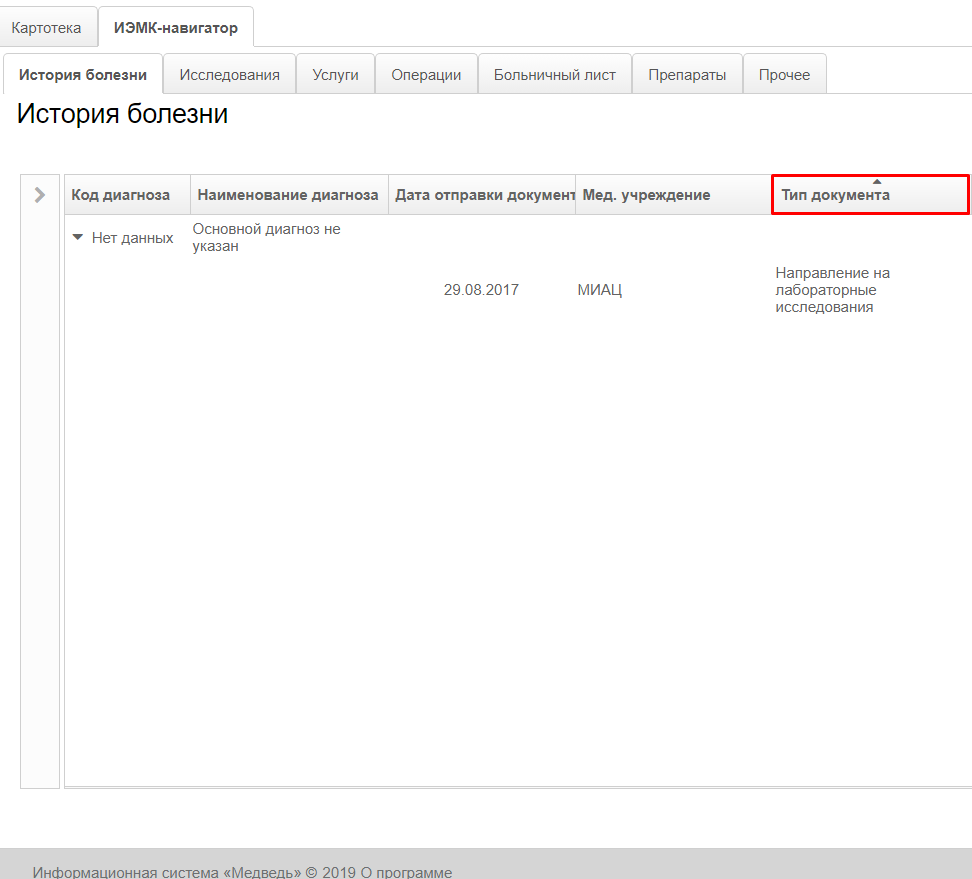 Картотека ИЭМК-навигатор
История болезни Исследования Услуги Операции Больничный лист Препараты Прочее
История болезни
Код диагноза Наименование диагноза Дата отправки документ Мед. учреждение Тип документа
Нет данных Основной диагноз не
указан
29.08.2017 МИАЦ Направление на
лабораторные
исследования
Информационная система «Медведь» © 2019 О программе